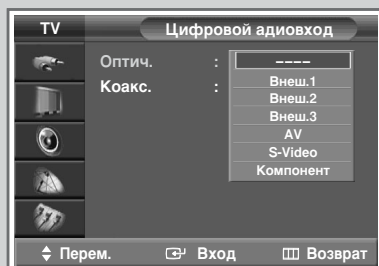 TV Цифровой адиовход
Оптич. : ––––
Коакс. : Внеш.1
Внеш.2
Внеш.3
AV
S-Video
Компонент
Перем. Вход Возврат